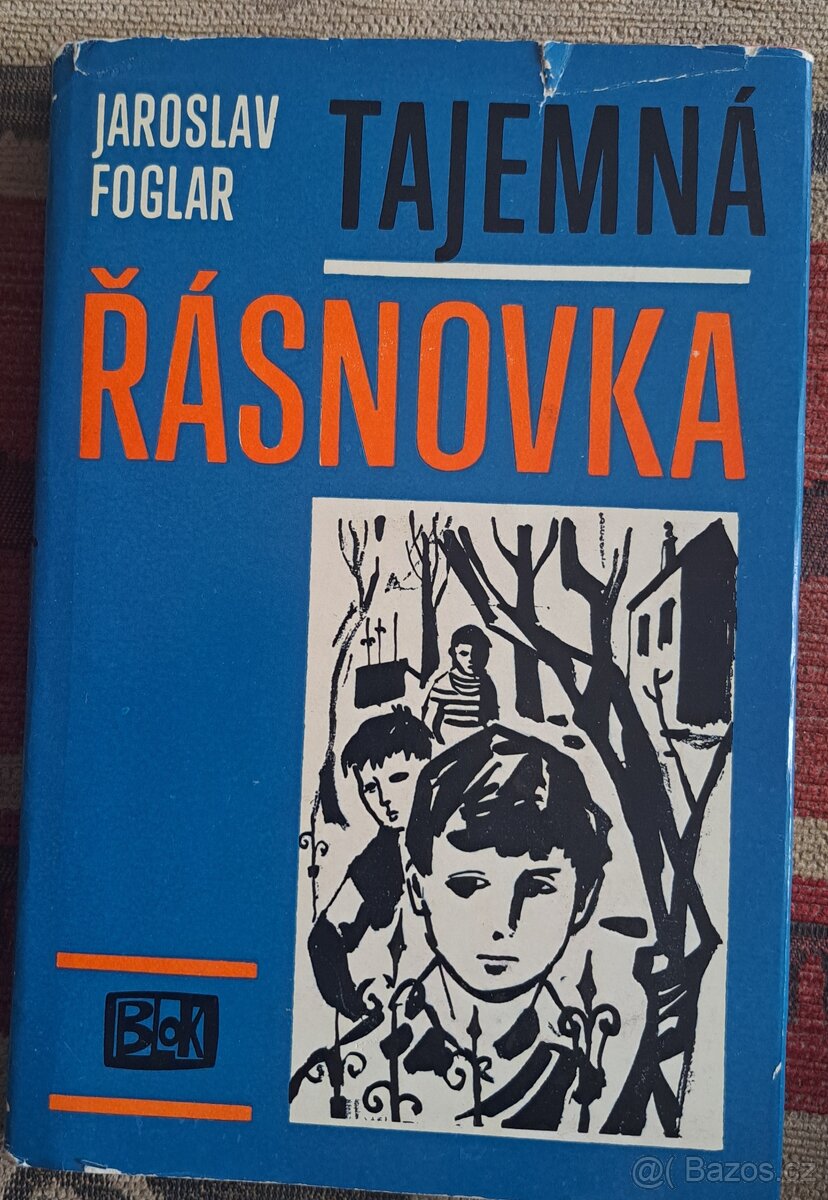 JAROSLAV
FOGLAR
TAJEMNÁ
ŘÁSNOVKA
BLOK
@( Bazos.cz